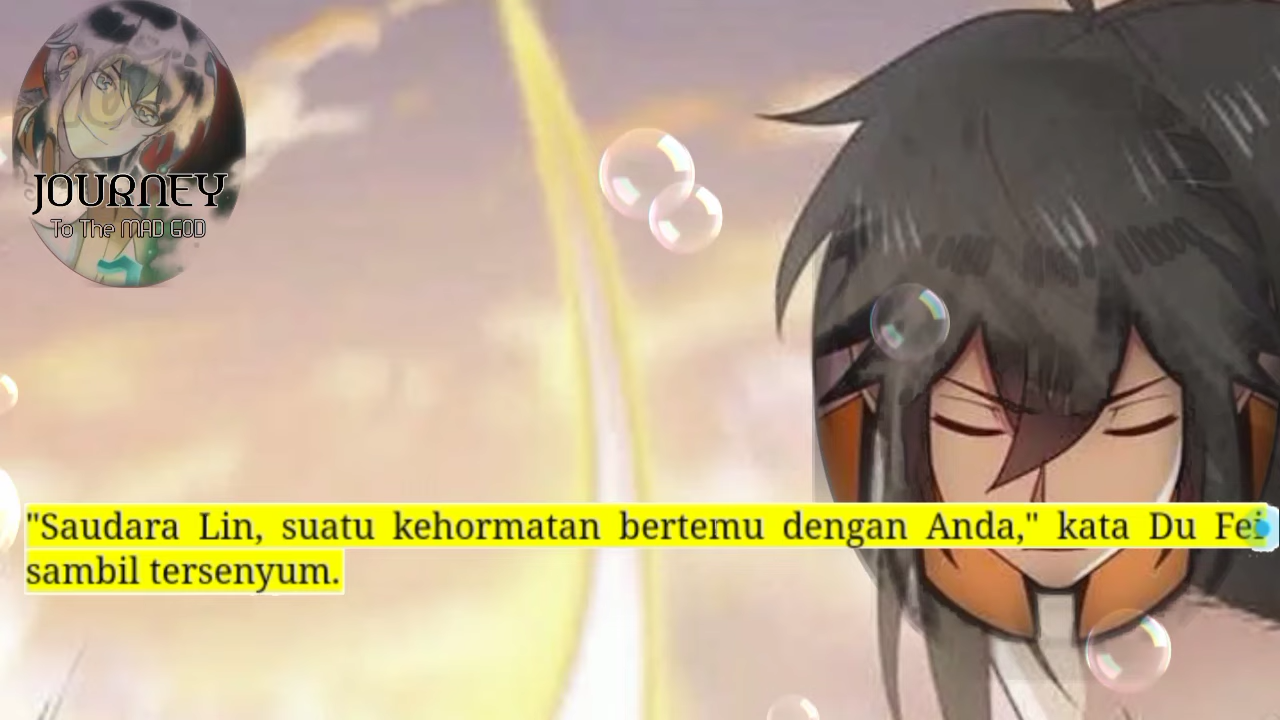 JOURNEY
To The MAD GOD
"Saudara Lin, suatu kehormatan bertemu dengan Anda," kata Du Fei
sambil tersenyum.